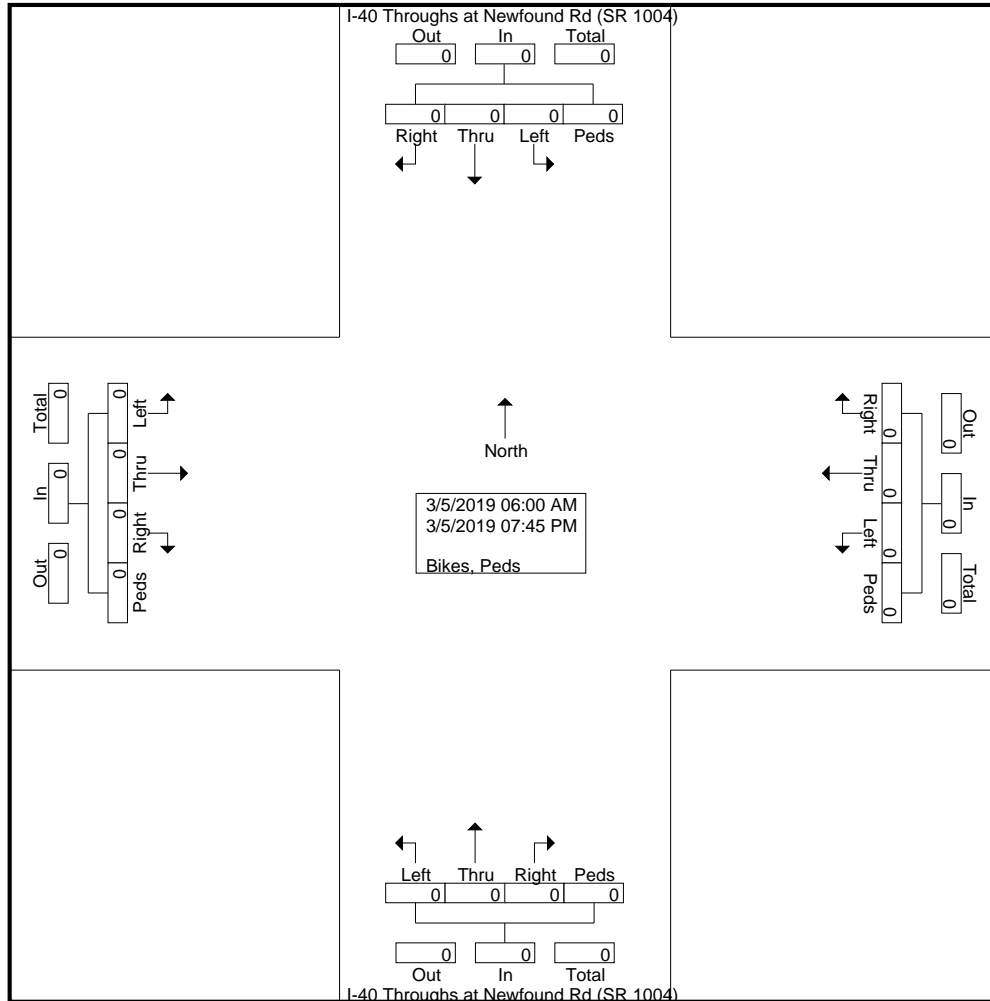 I-40 Throughs at Newfound Rd (SR 1004)
Out In Total
0 0 0
0 0 0 0
Right Thru Left Peds
Total In Out
0 0 0
0 0 0 0
Left Thru Right Peds
North
3/5/2019 06:00 AM
3/5/2019 07:45 PM
Bikes, Peds
Right Thru Left Peds
0 0 0 0
0 0 0
Out In Total
Left Thru Right Peds
0 0 0 0
0 0 0
Out In Total
I-40 Throughs at Newfound Rd (SR 1004)